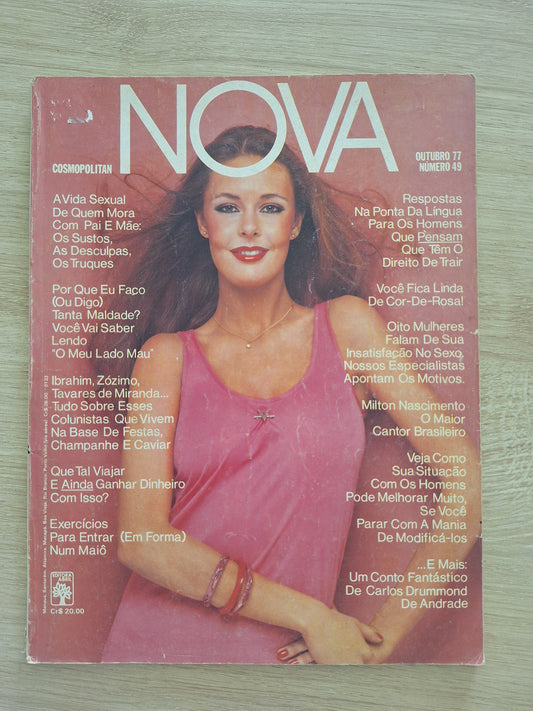 NOVA
COSMOPOLITAN
OUTUBRO 77
NÚMERO 49
A Vida Sexual
De Quem Mora
Com Pai E Mãe:
Os Sustos,
As Desculpas,
Os Truques
Por Que Eu Faço
(Ou Digo)
Tanta Maldade?
Você Vai Saber
Lendo
"O Meu Lado Mau"
Ibrahim, Zózimo,
Tavares de Miranda...
Tudo Sobre Esses
Colunistas Que Vivem
Na Base De Festas,
Champanhe E Caviar
Que Tal Viajar
E Ainda Ganhar Dinheiro
Com Isso?
Exercícios
Para Entrar (Em Forma)
Num Maiô
EDITORA
ABRIL
Cr$ 20.00
Respostas
Na Ponta Da Língua
Para Os Homens
Que Pensam
Que Têm O
Direito De Trair
Você Fica Linda
De Cor-De-Rosa!
Oito Mulheres
Falam De Sua
Insatisfação No Sexo.
Nossos Especialistas
Apontam Os Motivos.
Milton Nascimento
O Maior
Cantor Brasileiro
Veja Como
Sua Situação
Com Os Homens
Pode Melhorar Muito,
Se Você
Parar Com A Mania
De Modificá-los
...E Mais:
Um Conto Fantástico
De Carlos Drummond
De Andrade